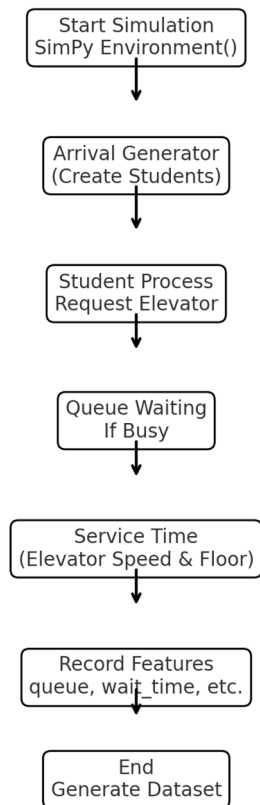 Start Simulation
SimPy Environment()
Arrival Generator
(Create Students)
Student Process
Request Elevator
Queue Waiting
If Busy
Service Time
(Elevator Speed & Floor)
Record Features
queue, wait_time, etc.
End
Generate Dataset